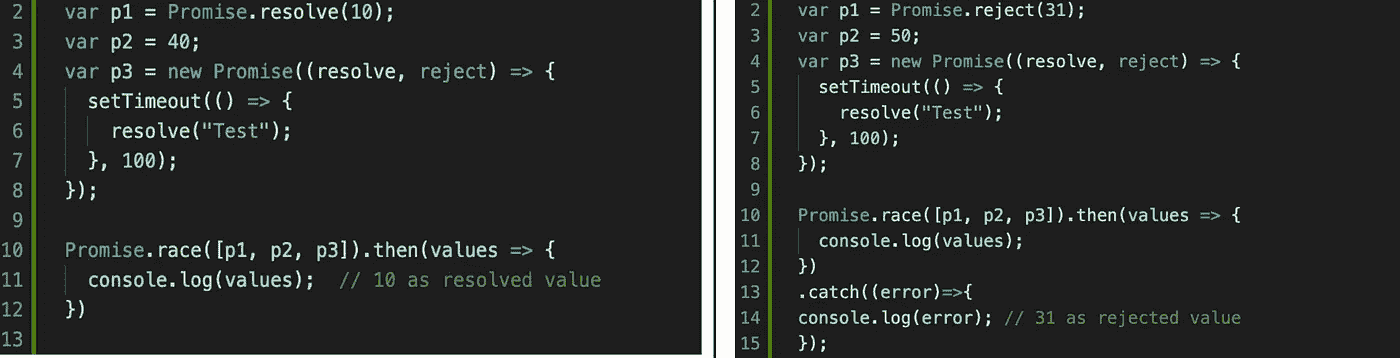 2 var p1 = Promise.resolve(10);
3 var p2 = 40;
4 var p3 = new Promise((resolve, reject) => {
5 setTimeout(() => {
6 resolve("Test");
7 }, 100);
8 });
9
10 Promise.race([p1, p2, p3]).then(values => {
11 console.log(values); // 10 as resolved value
12 })
13
2 var p1 = Promise.reject(31);
3 var p2 = 50;
4 var p3 = new Promise((resolve, reject) => {
5 setTimeout(() => {
6 resolve("Test");
7 }, 100);
8 });
9
10 Promise.race([p1, p2, p3]).then(values => {
11 console.log(values);
12 })
13 .catch((error)=>{
14 console.log(error); // 31 as rejected value
15 });